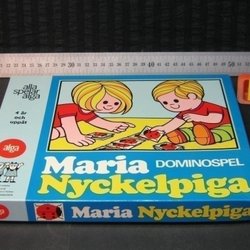 alla
spelar
alga
4 år
och
uppåt
alga
DOMINOSPEL
Maria
Nyckelpiga
Maria Nyckelpiga